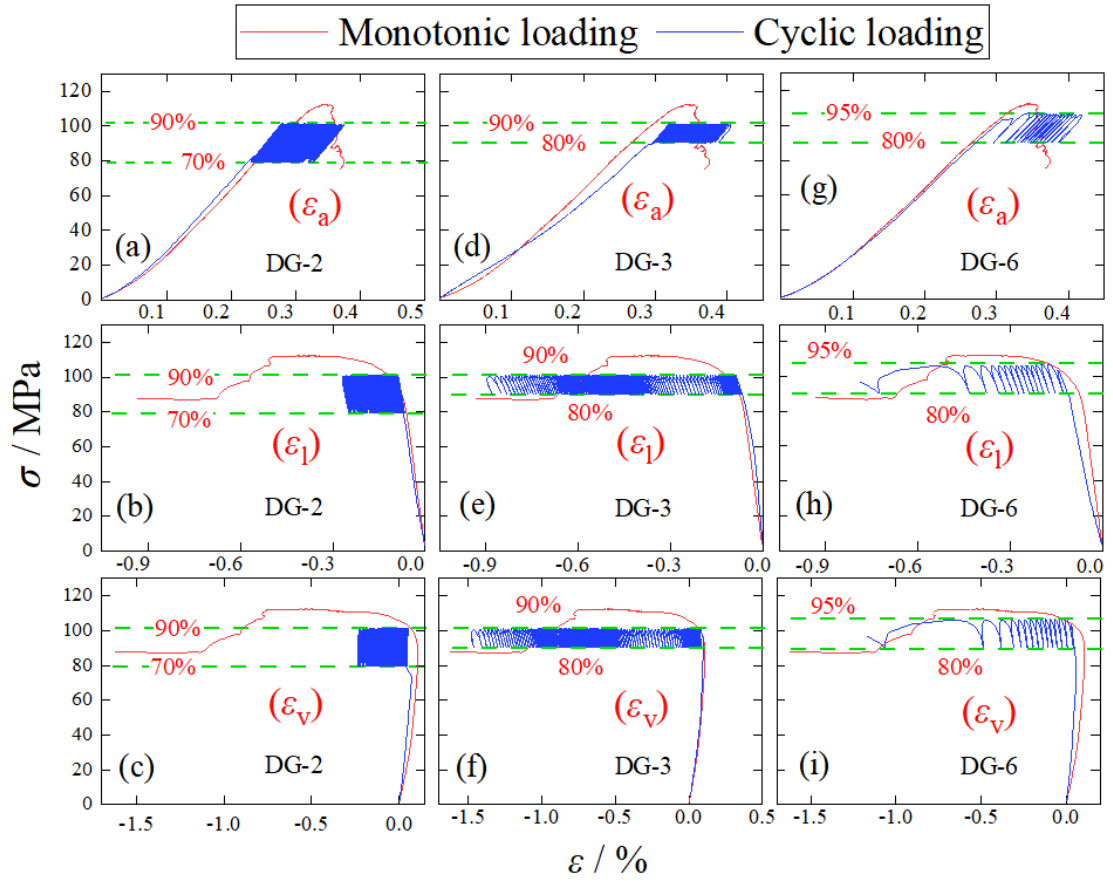 Monotonic loading Cyclic loading
σ / MPa
120
100
80
60
40
20
0
90%
70%
(εa)
(a)
DG-2
0.1 0.2 0.3 0.4 0.5
90%
80%
(εa)
(d)
DG-3
0.1 0.2 0.3 0.4
95%
80%
(εa)
(g)
DG-6
0.1 0.2 0.3 0.4
120
100
80
60
40
20
0
90%
70%
(εl)
(b)
DG-2
-0.9 -0.6 -0.3 0.0
90%
80%
(εl)
(e)
DG-3
-0.9 -0.6 -0.3 0.0
95%
80%
(εl)
(h)
DG-6
-0.9 -0.6 -0.3 0.0
120
100
80
60
40
20
0
90%
70%
(εv)
(c)
DG-2
-1.5 -1.0 -0.5 0.0
90%
80%
(εv)
(f)
DG-3
-1.5 -1.0 -0.5 0.0 0.5
95%
80%
(εv)
(i)
DG-6
-1.5 -1.0 -0.5 0.0
ε / %